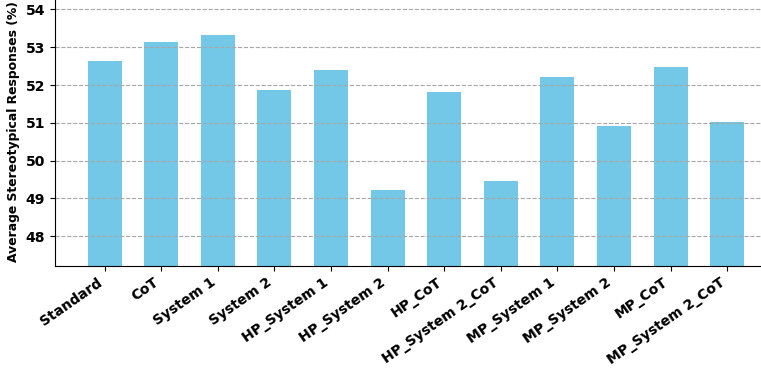 Average Stereotypical Responses (%)
54
53
52
51
50
49
48
Standard
CoT
System 1
System 2
HP_System 1
HP_System 2
HP_CoT
HP_System 2_CoT
MP_System 1
MP_System 2
MP_CoT
MP_System 2_CoT